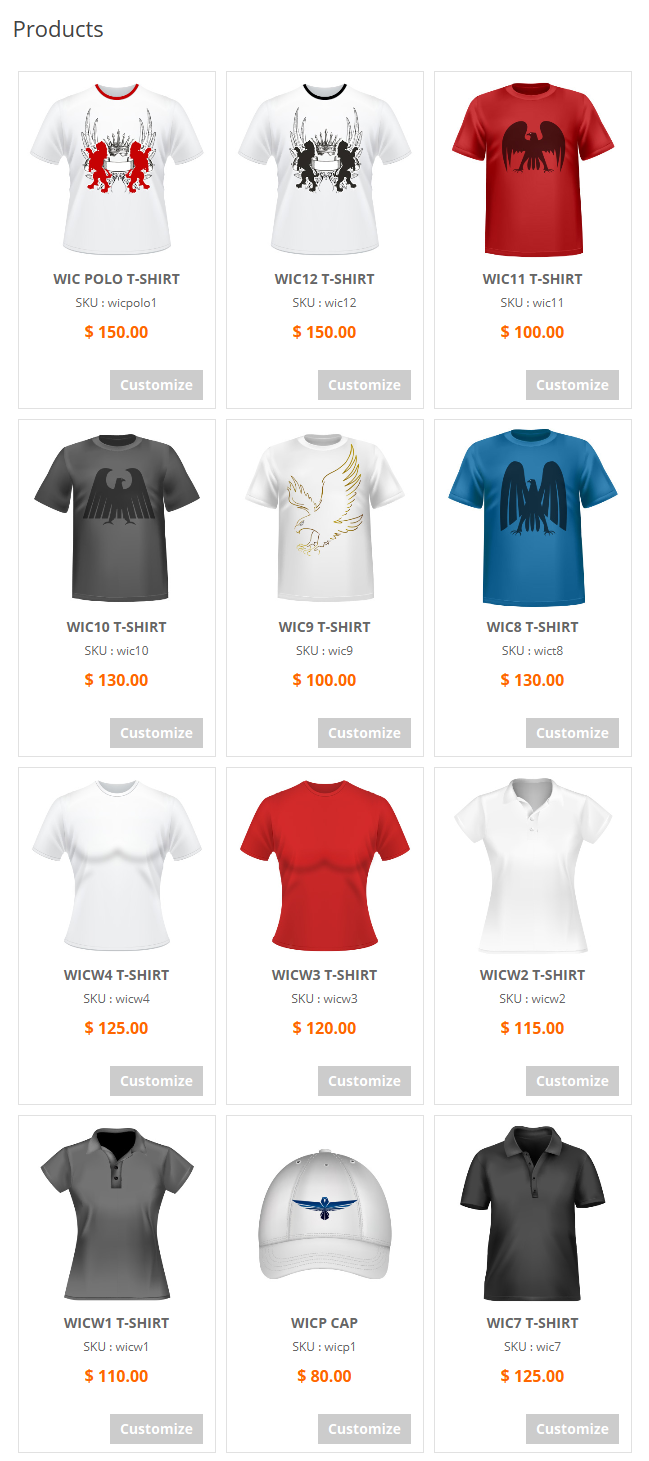 Products
WIC POLO T-SHIRT
SKU : wicpolo1
$ 150.00
Customize
WIC12 T-SHIRT
SKU : wic12
$ 150.00
Customize
WIC11 T-SHIRT
SKU : wic11
$ 100.00
Customize
WIC10 T-SHIRT
SKU : wic10
$ 130.00
Customize
WIC9 T-SHIRT
SKU : wic9
$ 100.00
Customize
WIC8 T-SHIRT
SKU : wict8
$ 130.00
Customize
WICW4 T-SHIRT
SKU : wicw4
$ 125.00
Customize
WICW3 T-SHIRT
SKU : wicw3
$ 120.00
Customize
WICW2 T-SHIRT
SKU : wicw2
$ 115.00
Customize
WICW1 T-SHIRT
SKU : wicw1
$ 110.00
Customize
WICP CAP
SKU : wicp1
$ 80.00
Customize
WIC7 T-SHIRT
SKU : wic7
$ 125.00
Customize